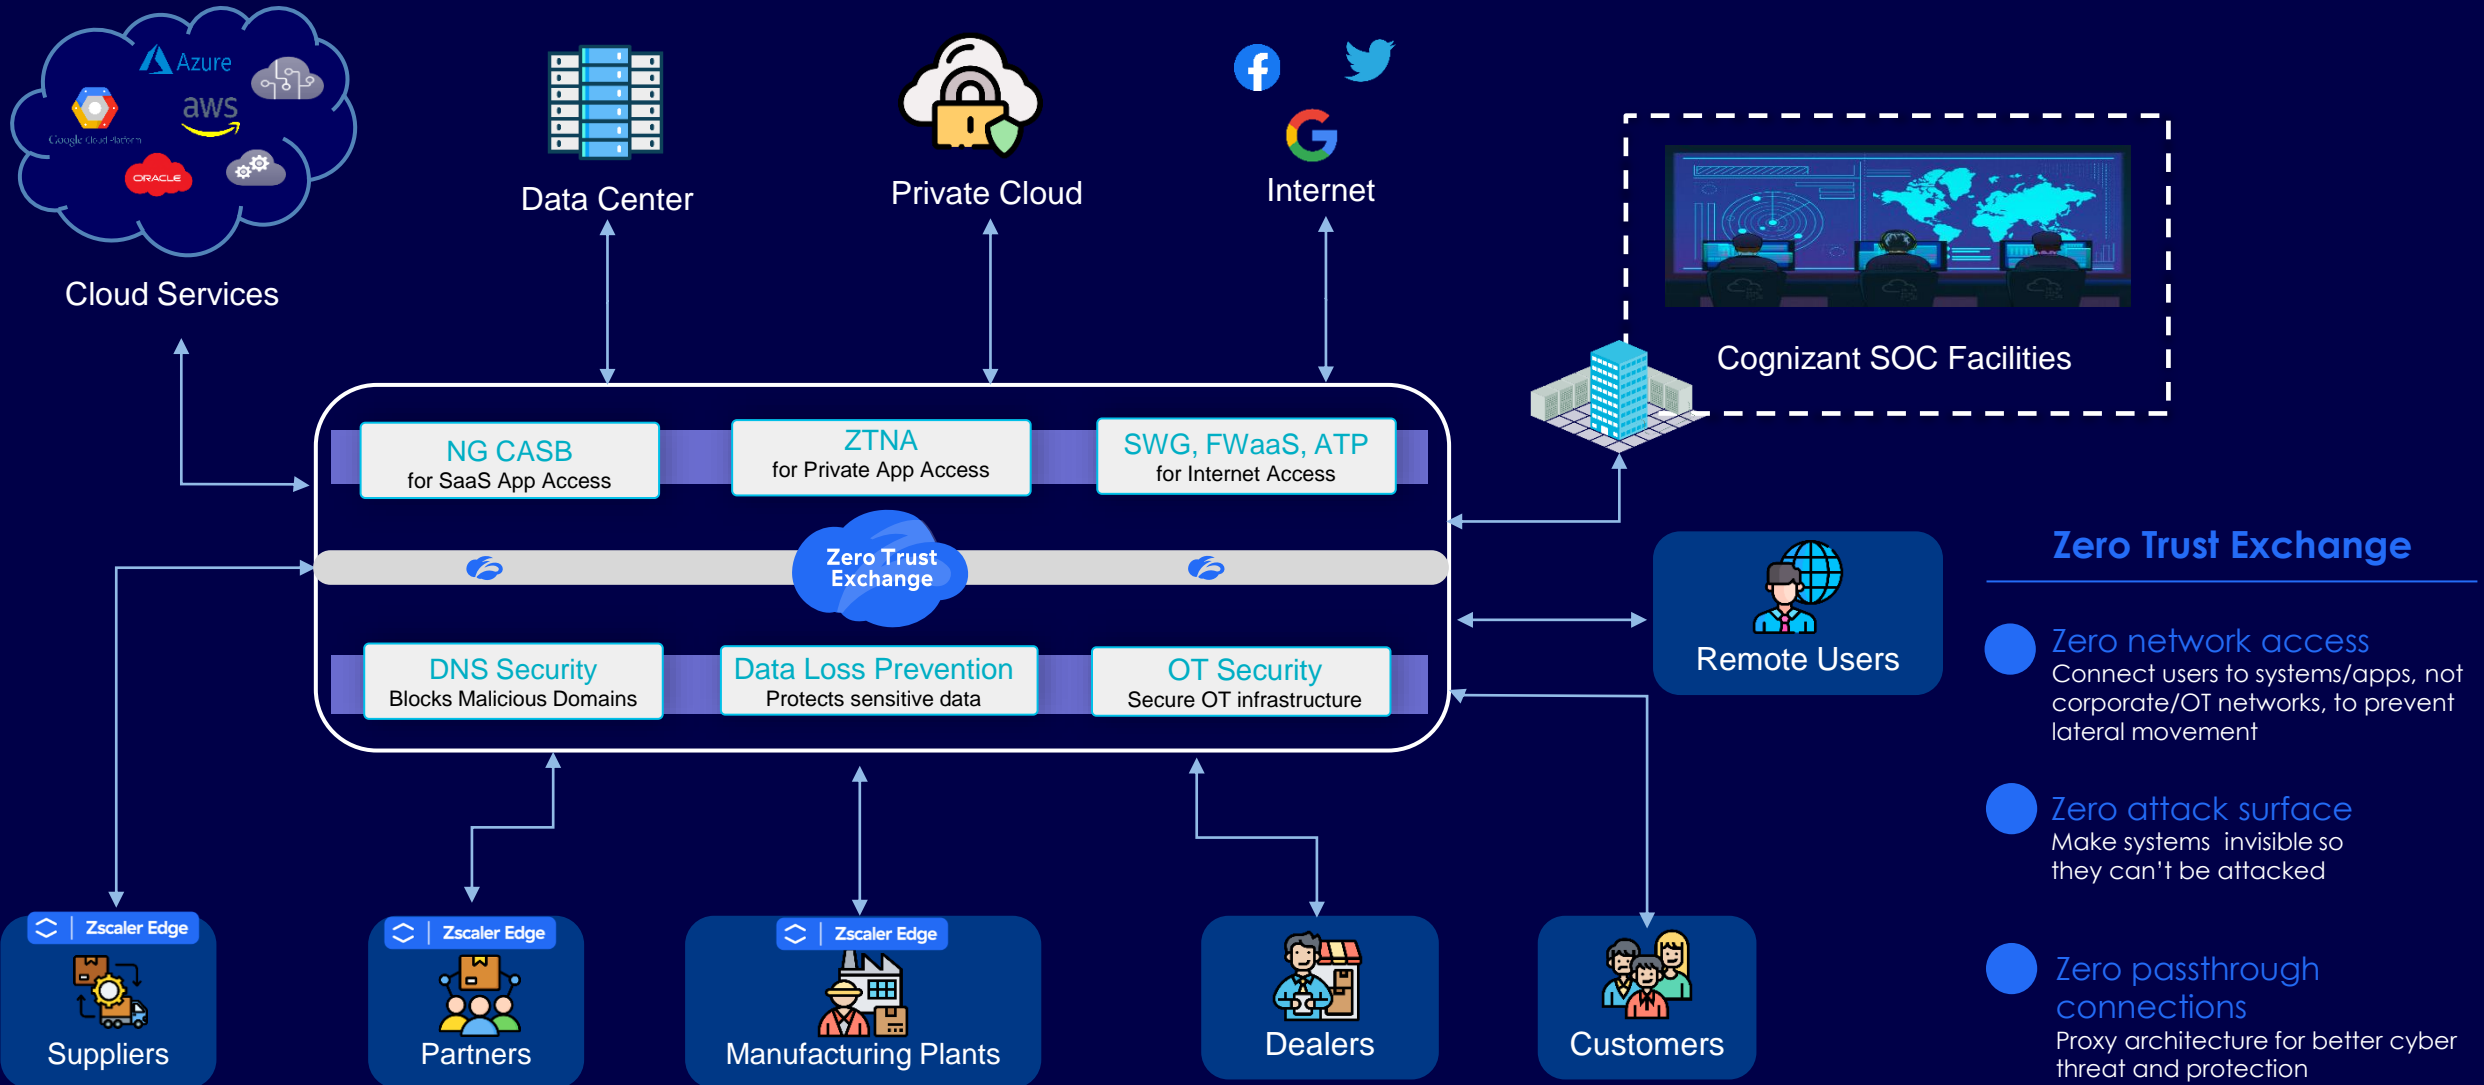 Azure
aws
Google Cloud Platform
ORACLE
Cloud Services
Data Center
Private Cloud
Internet
Cognizant SOC Facilities
NG CASB
for SaaS App Access
ZTNA
for Private App Access
SWG, FWaaS, ATP
for Internet Access
Zero Trust
Exchange
DNS Security
Blocks Malicious Domains
Data Loss Prevention
Protects sensitive data
OT Security
Secure OT infrastructure
Remote Users
Zscaler Edge
Suppliers
Zscaler Edge
Partners
Zscaler Edge
Manufacturing Plants
Dealers
Customers
Zero Trust Exchange
Zero network access
Connect users to systems/apps, not
corporate/OT networks, to prevent
lateral movement
Zero attack surface
Make systems  invisible so
they can’t be attacked
Zero passthrough
connections
Proxy architecture for better cyber
threat and protection